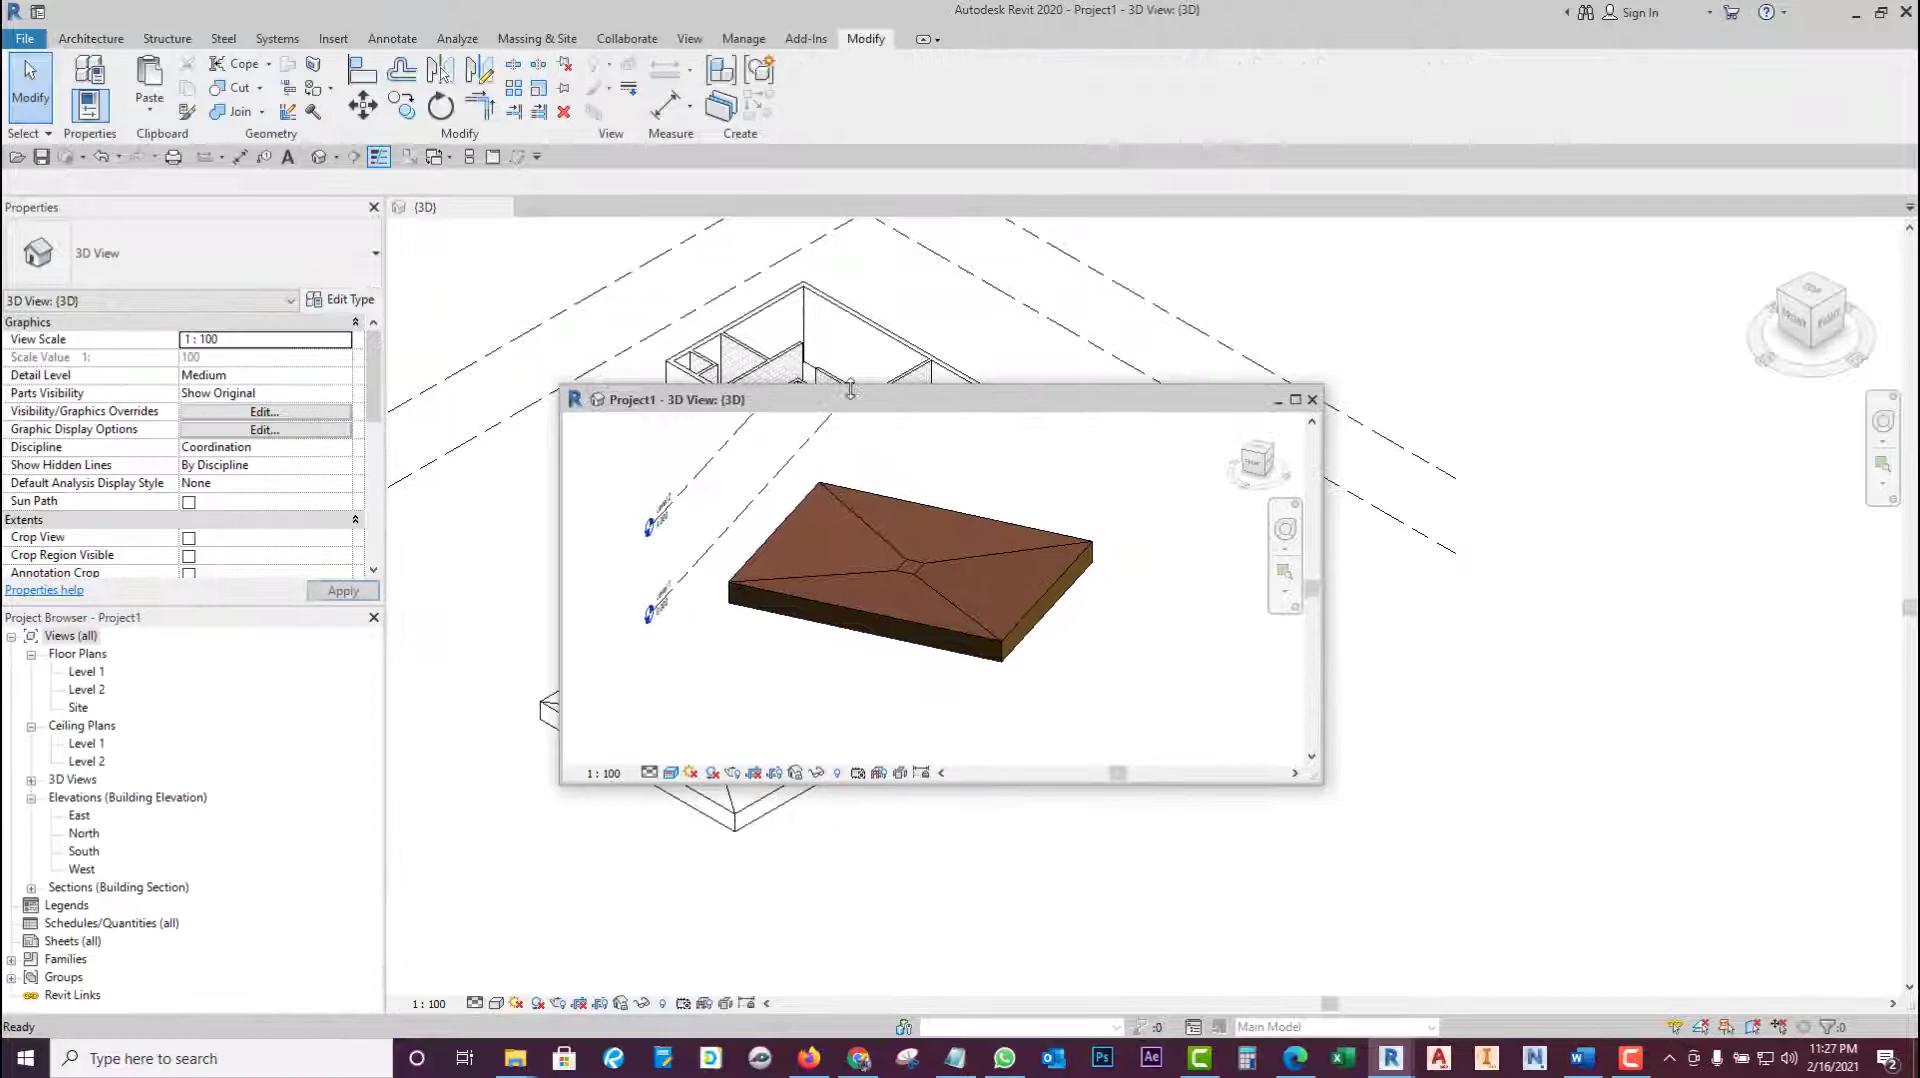 Autodesk Revit 2020 - Project1 - 3D View: {3D}
Sign In
File
Architecture
Structure
Steel
Systems
Insert
Annotate
Analyze
Massing & Site
Collaborate
View
Manage
Add-Ins
Modify
Modify
Paste
Cope
Cut
Join
Select
Properties
Clipboard
Geometry
Modify
View
Measure
Create
Properties
{3D}
3D View
3D View: {3D}
Edit Type
Graphics
View Scale
1 : 100
Scale Value 1:
100
Detail Level
Medium
Parts Visibility
Show Original
Visibility/Graphics Overrides
Edit...
Graphic Display Options
Edit...
Discipline
Coordination
Show Hidden Lines
By Discipline
Default Analysis Display Style
None
Sun Path
Extents
Crop View
Crop Region Visible
Annotation Crop
Properties help
Apply
Project Browser - Project1
Views (all)
Floor Plans
Level 1
Level 2
Site
Ceiling Plans
Level 1
Level 2
3D Views
Elevations (Building Elevation)
East
North
South
West
Sections (Building Section)
Legends
Schedules/Quantities (all)
Sheets (all)
Families
Groups
Revit Links
TOP
FRONT
RIGHT
Project1 - 3D View: {3D}
1 : 100
1 : 100
Ready
:0
Main Model
:0
Type here to search
Ps
Ae
11:27 PM
2/16/2021
2